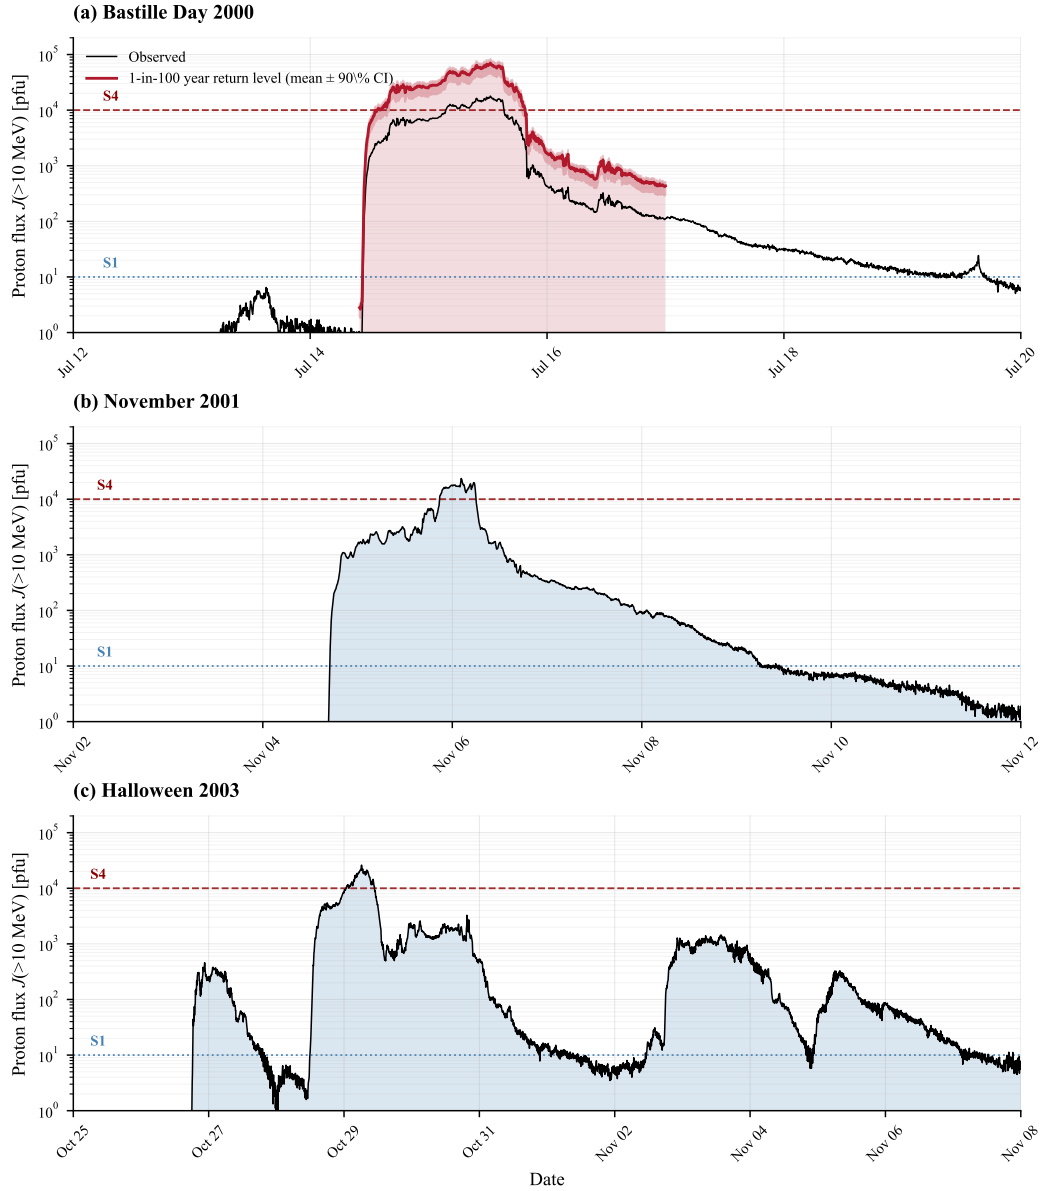 (a) Bastille Day 2000
Proton flux J(>10 MeV) [pfu]
10^5
10^4
10^3
10^2
10^1
10^0
Observed
1-in-100 year return level (mean ± 90\% CI)
S4
S1
Jul 12
Jul 14
Jul 16
Jul 18
Jul 20
(b) November 2001
Proton flux J(>10 MeV) [pfu]
10^5
10^4
10^3
10^2
10^1
10^0
S4
S1
Nov 02
Nov 04
Nov 06
Nov 08
Nov 10
Nov 12
(c) Halloween 2003
Proton flux J(>10 MeV) [pfu]
10^5
10^4
10^3
10^2
10^1
10^0
S4
S1
Oct 25
Oct 27
Oct 29
Oct 31
Nov 02
Nov 04
Nov 06
Nov 08
Date